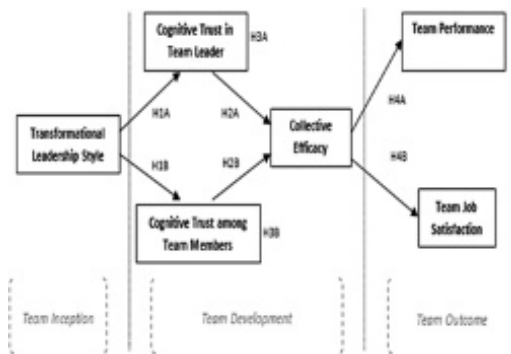 Cognitive Trust in
Team Leader
H3A
Team Performance
H1A
H2A
H4A
Transformational
Leadership Style
Collective
Efficacy
H1B
H2B
H4B
Cognitive Trust among
Team Members
H3B
Team Job
Satisfaction
Team Inception
Team Development
Team Outcome